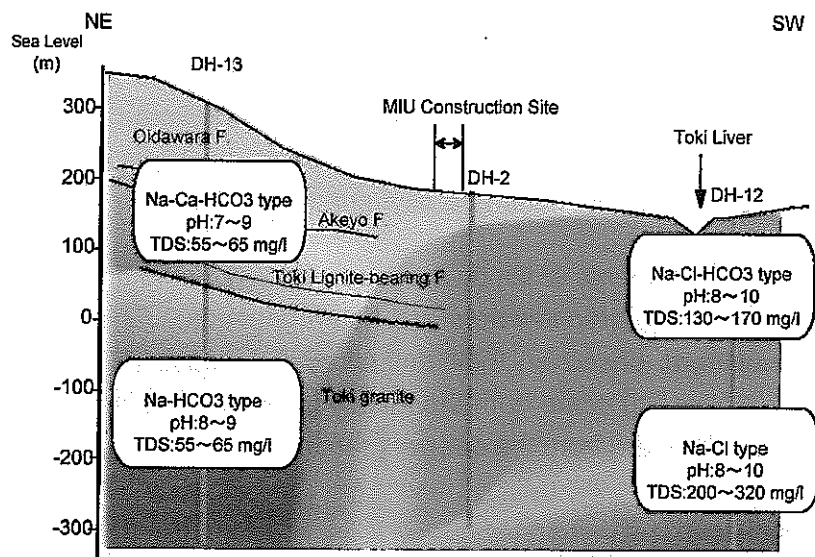 NE
SW
Sea Level
(m)
DH-13
300
200
100
0
-100
-200
-300
MIU Construction Site
Toki Liver
DH-2
DH-12
Oidawara F
Akeyo F
Toki Lignite-bearing F
Toki granite
Na-Ca-HCO3 type
pH:7~9
TDS:55~65 mg/l
Na-HCO3 type
pH:8~9
TDS:55~65 mg/l
Na-Cl-HCO3 type
pH:8~10
TDS:130~170 mg/l
Na-Cl type
pH:8~10
TDS:200~320 mg/l